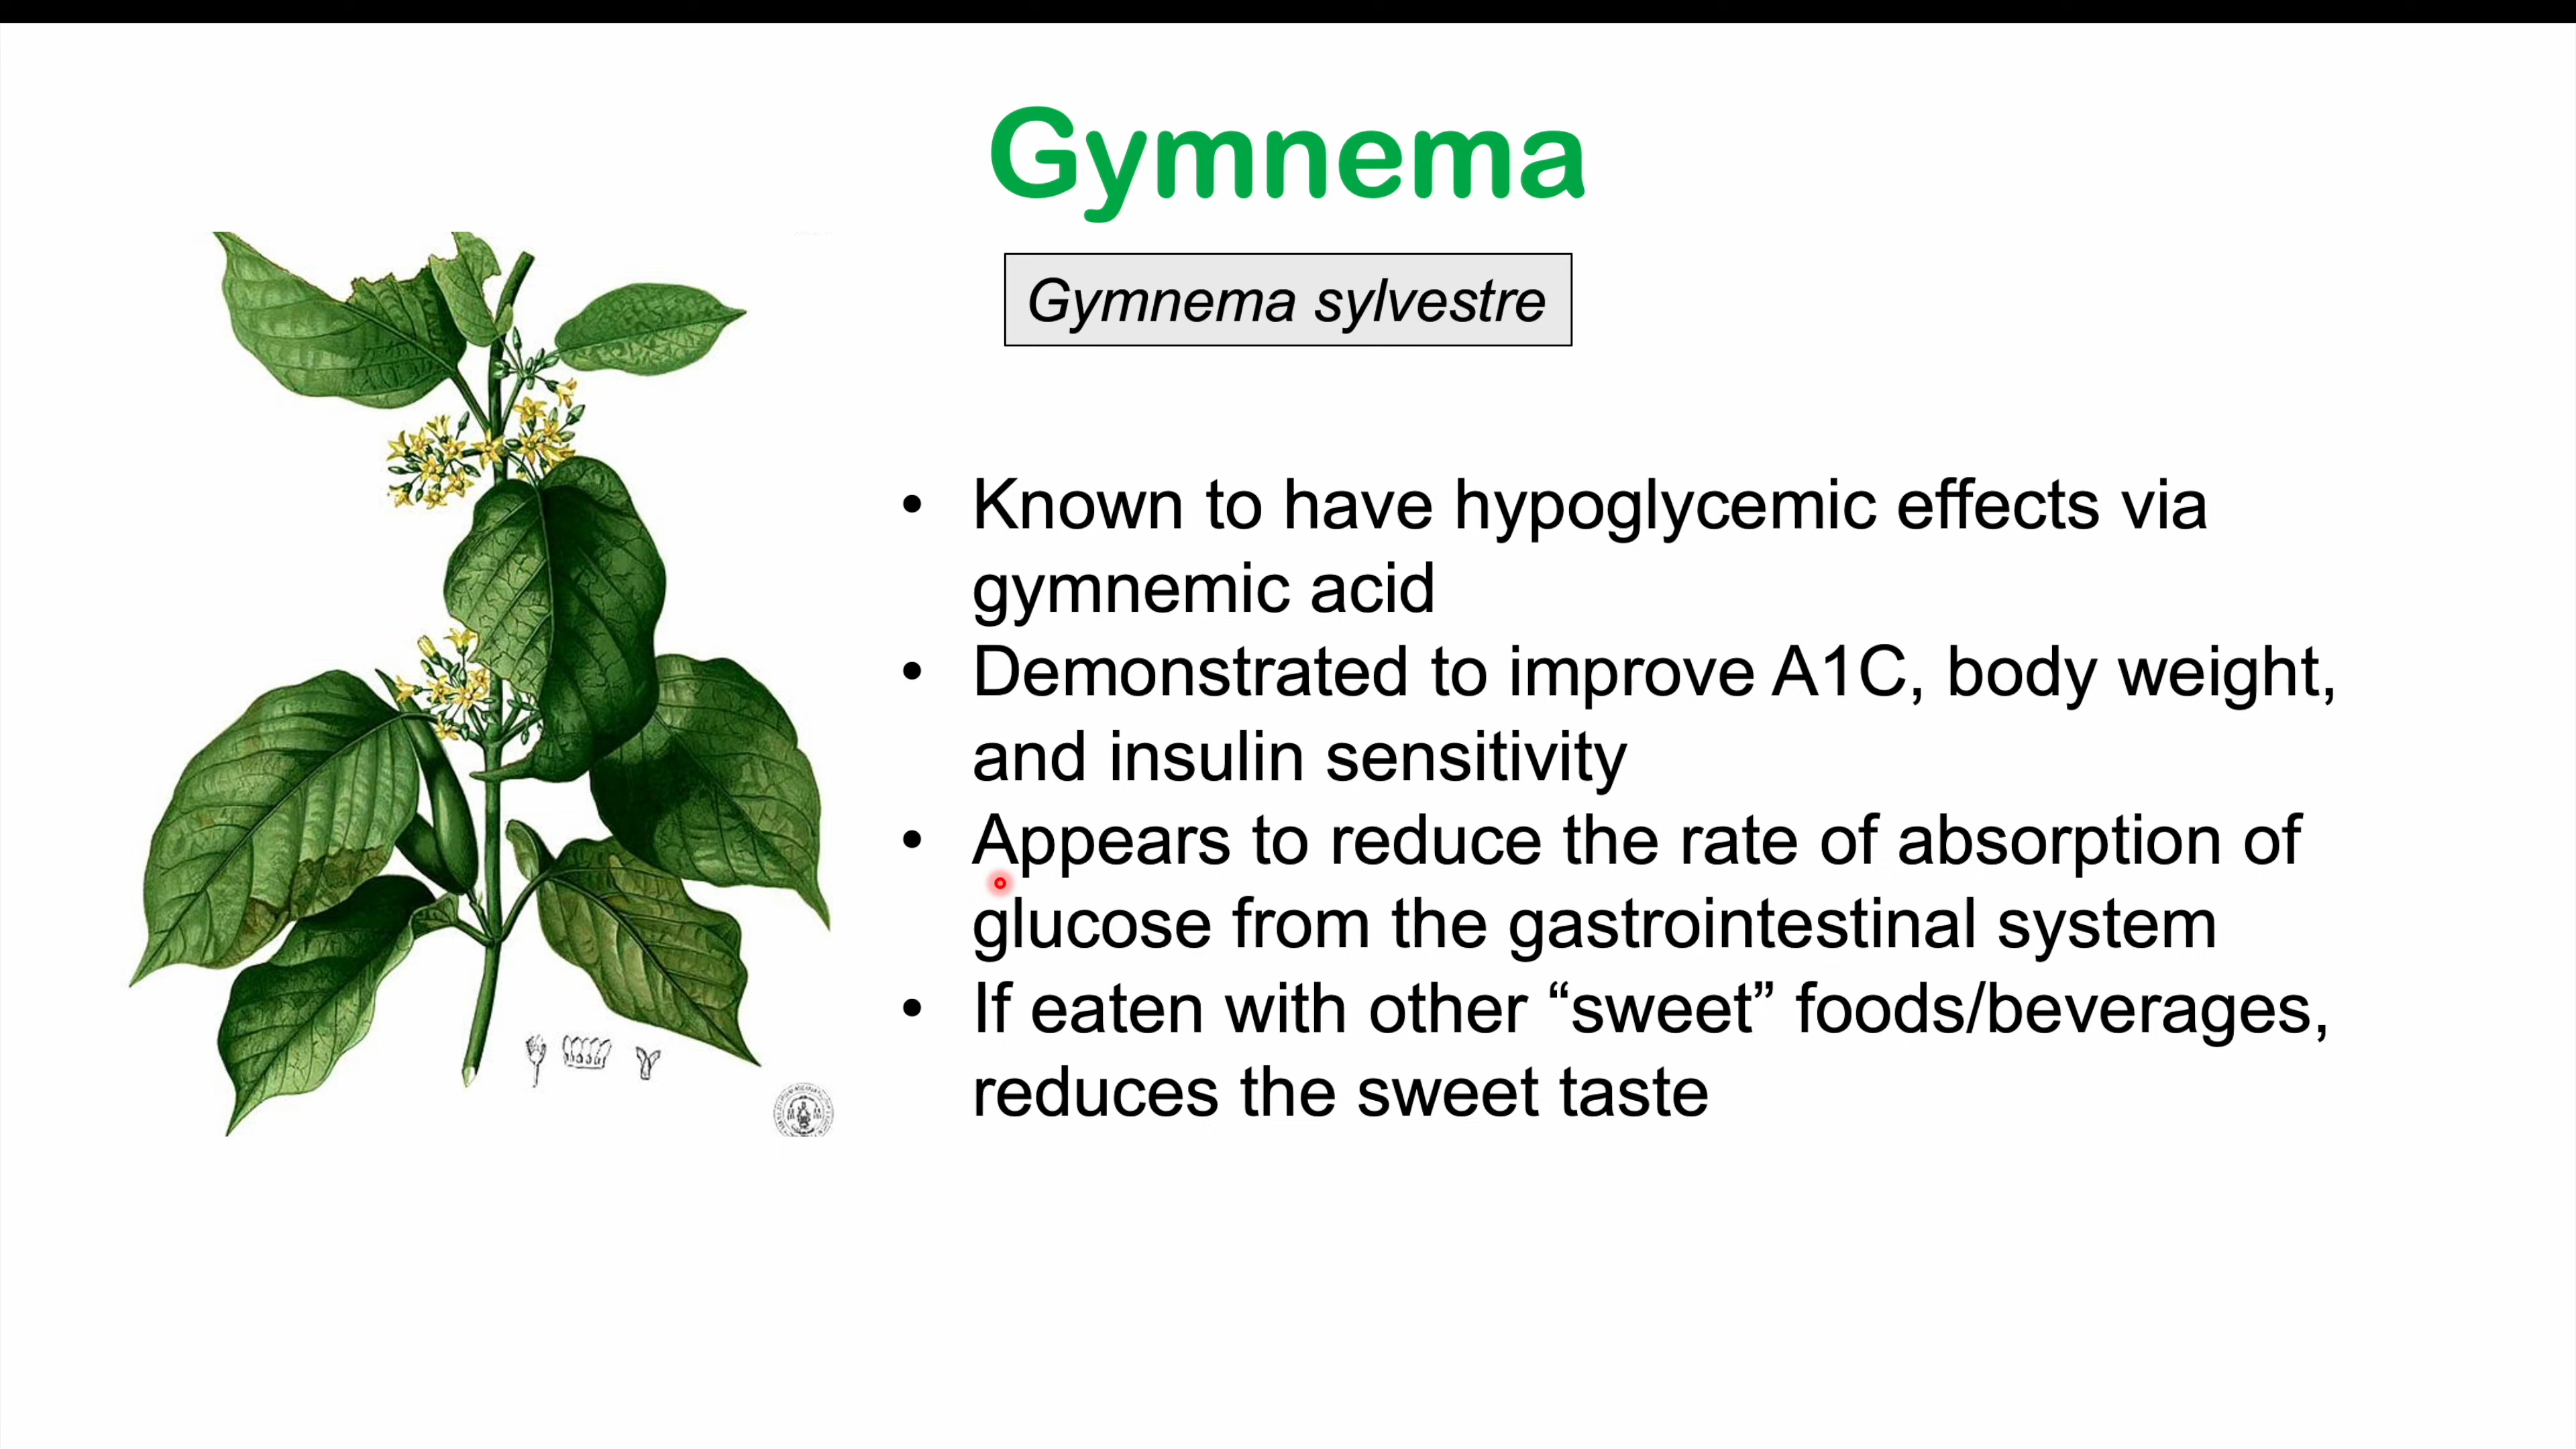 Gymnema
Gymnema sylvestre
• Known to have hypoglycemic effects via
gymnemic acid
• Demonstrated to improve A1C, body weight,
and insulin sensitivity
• Appears to reduce the rate of absorption of
glucose from the gastrointestinal system
• If eaten with other “sweet” foods/beverages,
reduces the sweet taste